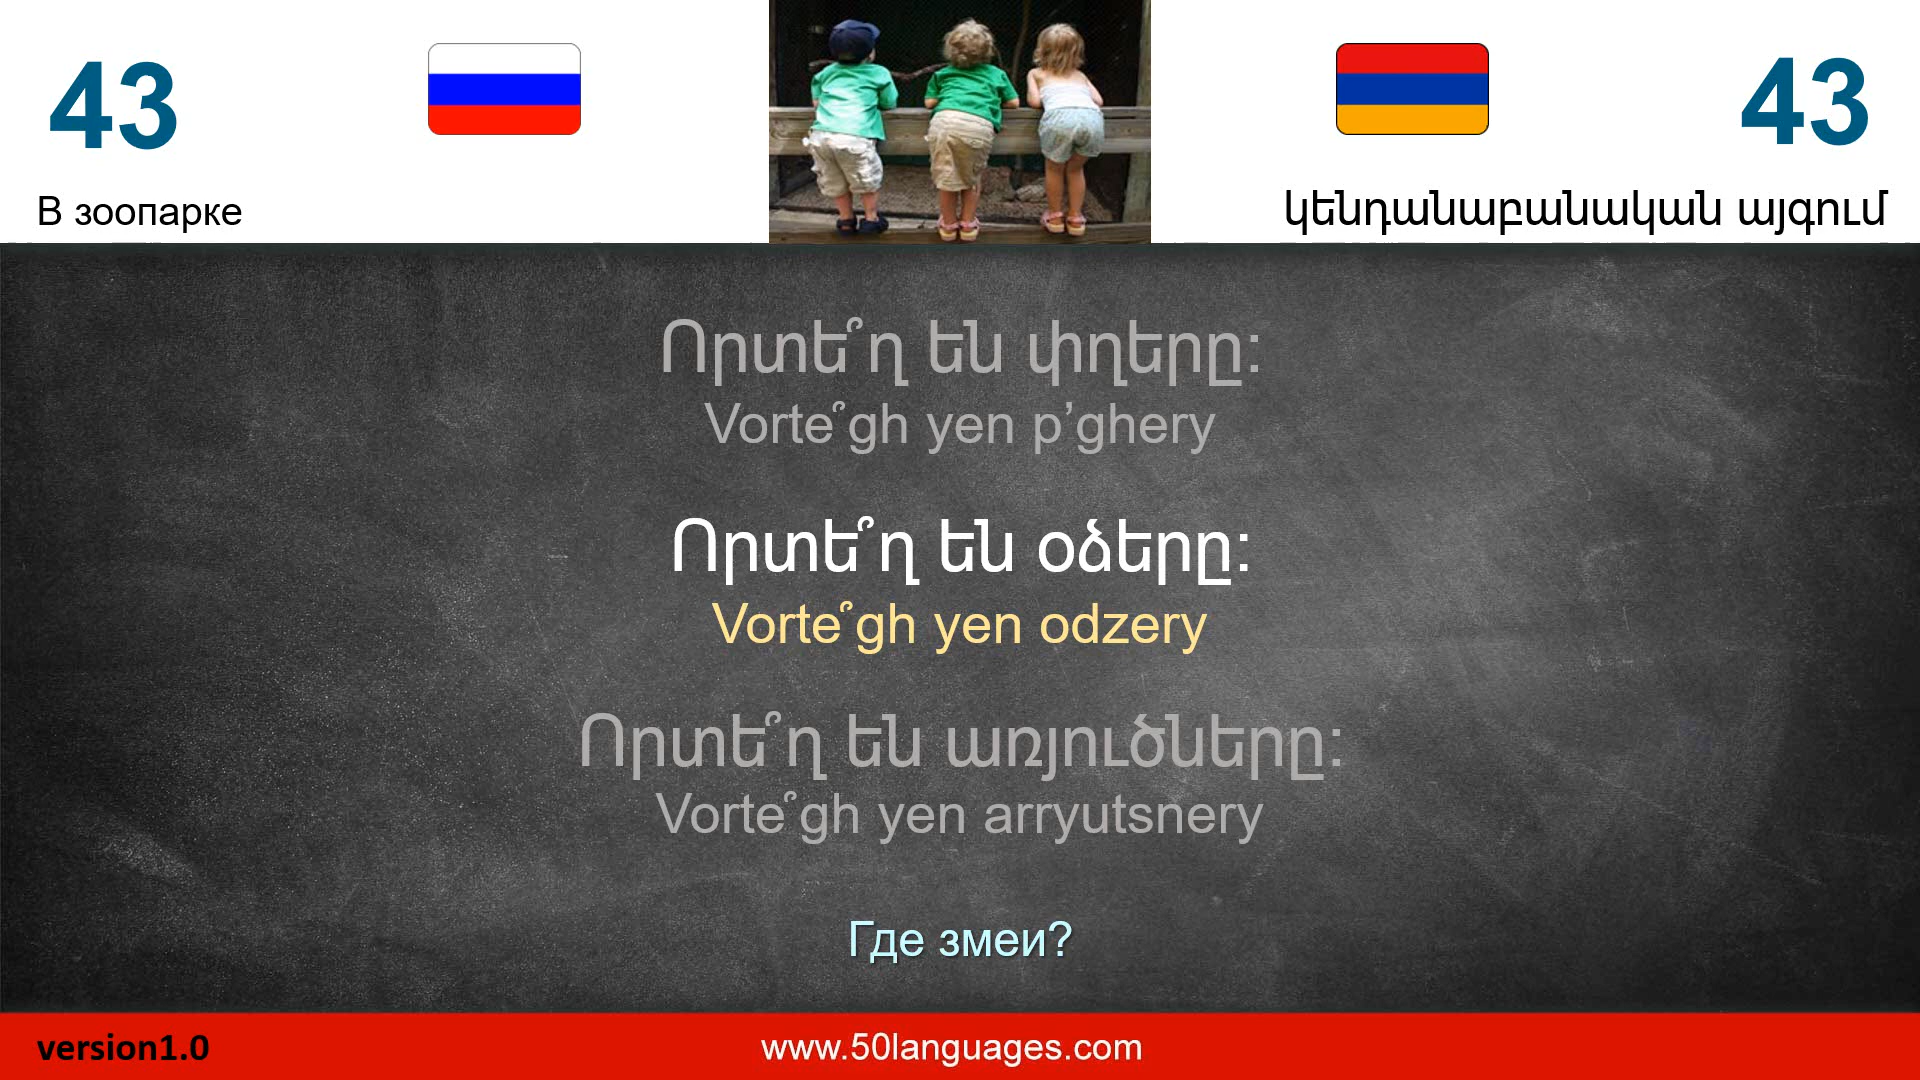 43
43
В зоопарке
կենդանաբանական այգում
Որտե՞ղ են փղերը:
Vorte՞gh yen p’ghery
Որտե՞ղ են օձերը:
Vorte՞gh yen odzery
Որտե՞ղ են առյուծները:
Vorte՞gh yen arryutsnery
Где змеи?
version1.0
www.50languages.com